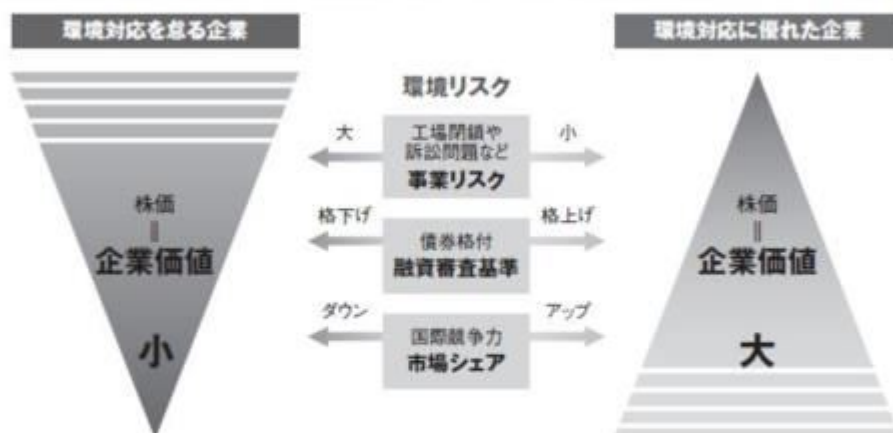 環境対応を怠る企業
環境対応に優れた企業
環境リスク
大
工場閉鎖や
訴訟問題など
事業リスク
小
株価
=
企業価値
小
格下げ
債券格付
融資審査基準
格上げ
ダウン
国際競争力
市場シェア
アップ
株価
=
企業価値
大